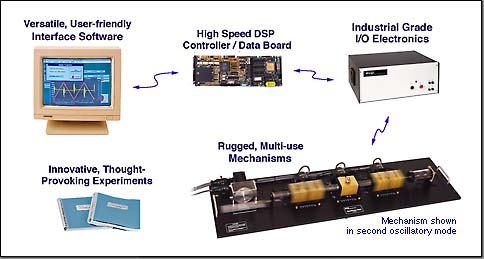 Versatile, User-friendly
Interface Software
High Speed DSP
Controller / Data Board
Industrial Grade
I/O Electronics
Rugged, Multi-use
Mechanisms
Innovative, Thought-
Provoking Experiments
Mechanism shown
in second oscillatory mode